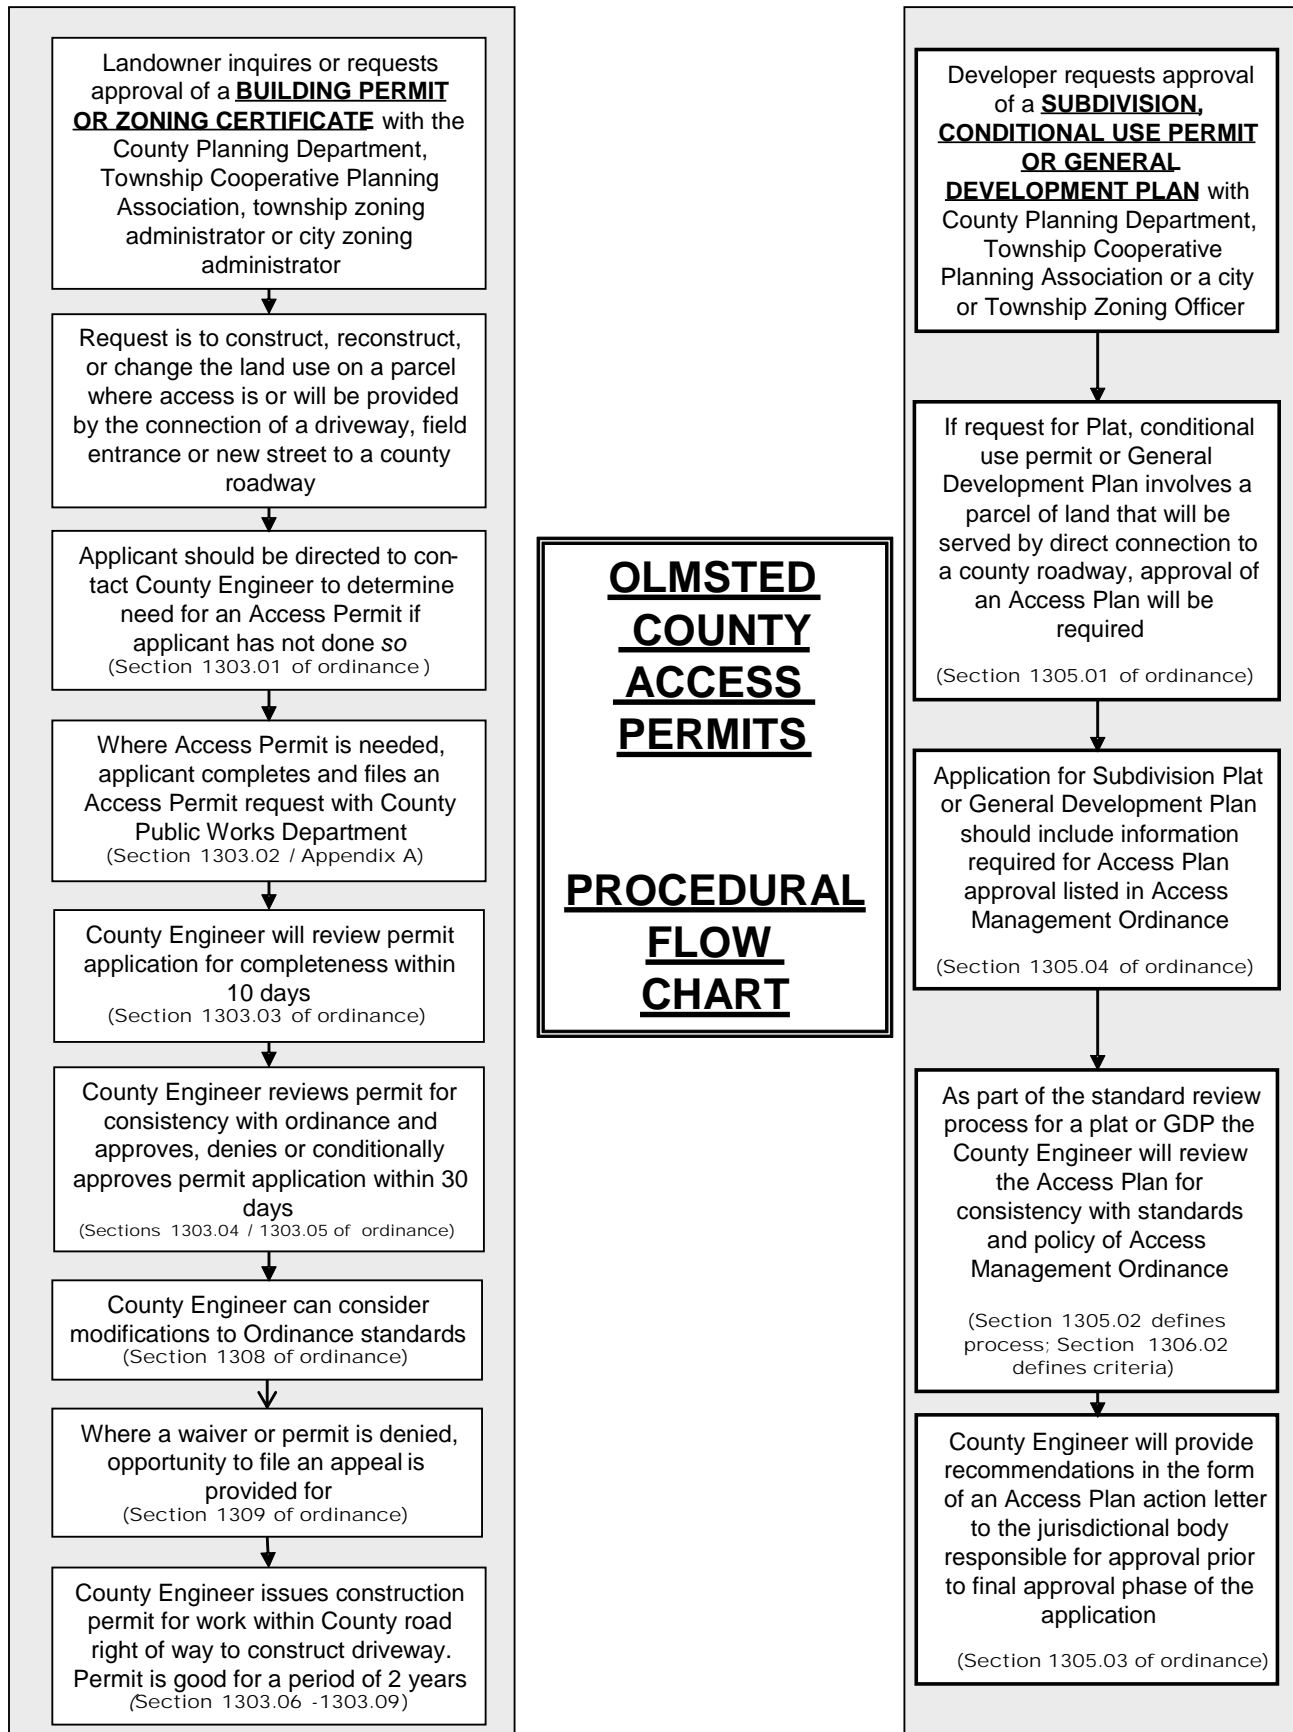 Landowner inquires or requests
approval of a BUILDING PERMIT
OR ZONING CERTIFICATE with the
County Planning Department,
Township Cooperative Planning
Association, township zoning
administrator or city zoning
administrator
Request is to construct, reconstruct,
or change the land use on a parcel
where access is or will be provided
by the connection of a driveway, field
entrance or new street to a county
roadway
Applicant should be directed to con-
tact County Engineer to determine
need for an Access Permit if
applicant has not done so
(Section 1303.01 of ordinance )
Where Access Permit is needed,
applicant completes and files an
Access Permit request with County
Public Works Department
(Section 1303.02 / Appendix A)
County Engineer will review permit
application for completeness within
10 days
(Section 1303.03 of ordinance)
County Engineer reviews permit for
consistency with ordinance and
approves, denies or conditionally
approves permit application within 30
days
(Sections 1303.04 / 1303.05 of ordinance)
County Engineer can consider
modifications to Ordinance standards
(Section 1308 of ordinance)
Where a waiver or permit is denied,
opportunity to file an appeal is
provided for
(Section 1309 of ordinance)
County Engineer issues construction
permit for work within County road
right of way to construct driveway.
Permit is good for a period of 2 years
(Section 1303.06 -1303.09)
OLMSTED
COUNTY
ACCESS
PERMITS
PROCEDURAL
FLOW
CHART
Developer requests approval
of a SUBDIVISION,
CONDITIONAL USE PERMIT
OR GENERAL
DEVELOPMENT PLAN with
County Planning Department,
Township Cooperative
Planning Association or a city
or Township Zoning Officer
If request for Plat, conditional
use permit or General
Development Plan involves a
parcel of land that will be
served by direct connection to
a county roadway, approval of
an Access Plan will be
required
(Section 1305.01 of ordinance)
Application for Subdivision Plat
or General Development Plan
should include information
required for Access Plan
approval listed in Access
Management Ordinance
(Section 1305.04 of ordinance)
As part of the standard review
process for a plat or GDP the
County Engineer will review
the Access Plan for
consistency with standards
and policy of Access
Management Ordinance
(Section 1305.02 defines
process; Section 1306.02
defines criteria)
County Engineer will provide
recommendations in the form
of an Access Plan action letter
to the jurisdictional body
responsible for approval prior
to final approval phase of the
application
(Section 1305.03 of ordinance)